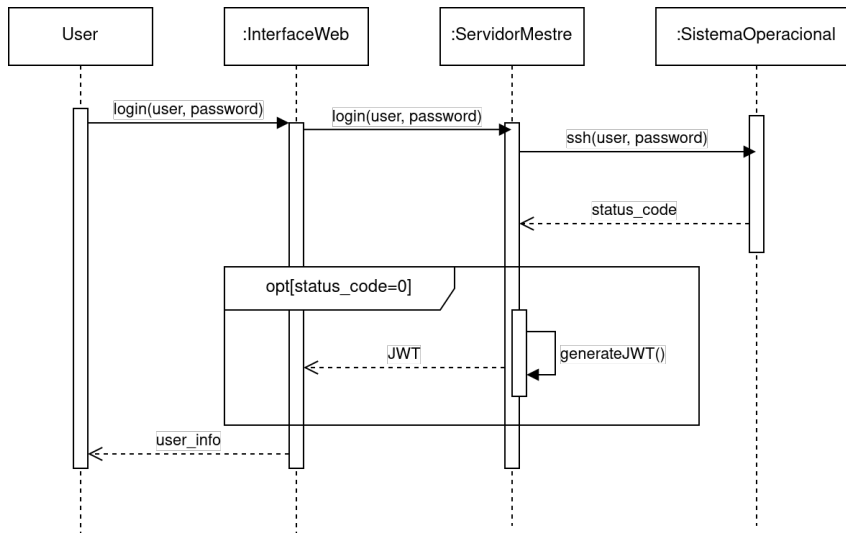 User
:InterfaceWeb
:ServidorMestre
:SistemaOperacional
login(user, password)
login(user, password)
ssh(user, password)
status_code
opt[status_code=0]
generateJWT()
JWT
user_info